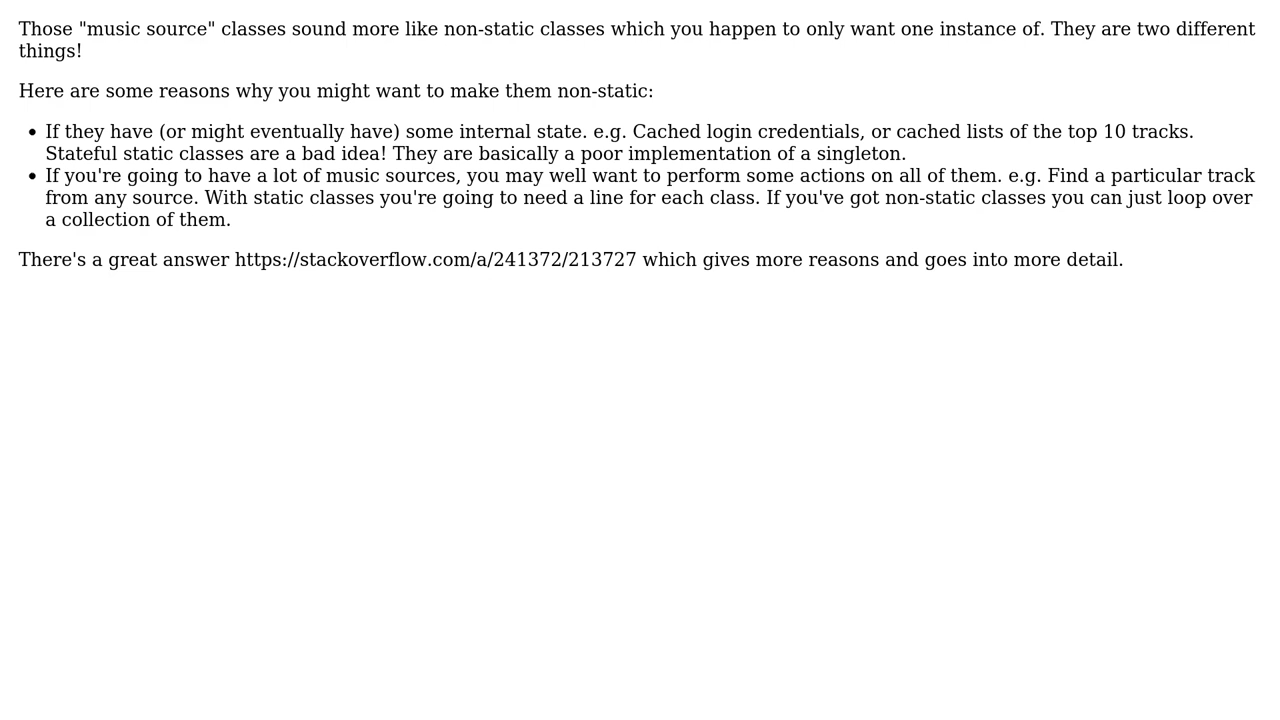 Those "music source" classes sound more like non-static classes which you happen to only want one instance of. They are two different
things!
Here are some reasons why you might want to make them non-static:
• If they have (or might eventually have) some internal state. e.g. Cached login credentials, or cached lists of the top 10 tracks.
Stateful static classes are a bad idea! They are basically a poor implementation of a singleton.
• If you're going to have a lot of music sources, you may well want to perform some actions on all of them. e.g. Find a particular track
from any source. With static classes you're going to need a line for each class. If you've got non-static classes you can just loop over
a collection of them.
There's a great answer https://stackoverflow.com/a/241372/213727 which gives more reasons and goes into more detail.